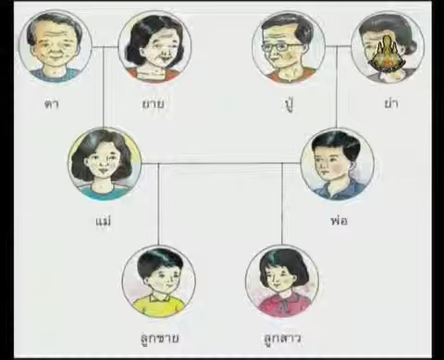 ตา ยาย ปู่ ย่า
แม่ พ่อ
ลูกชาย ลูกสาว